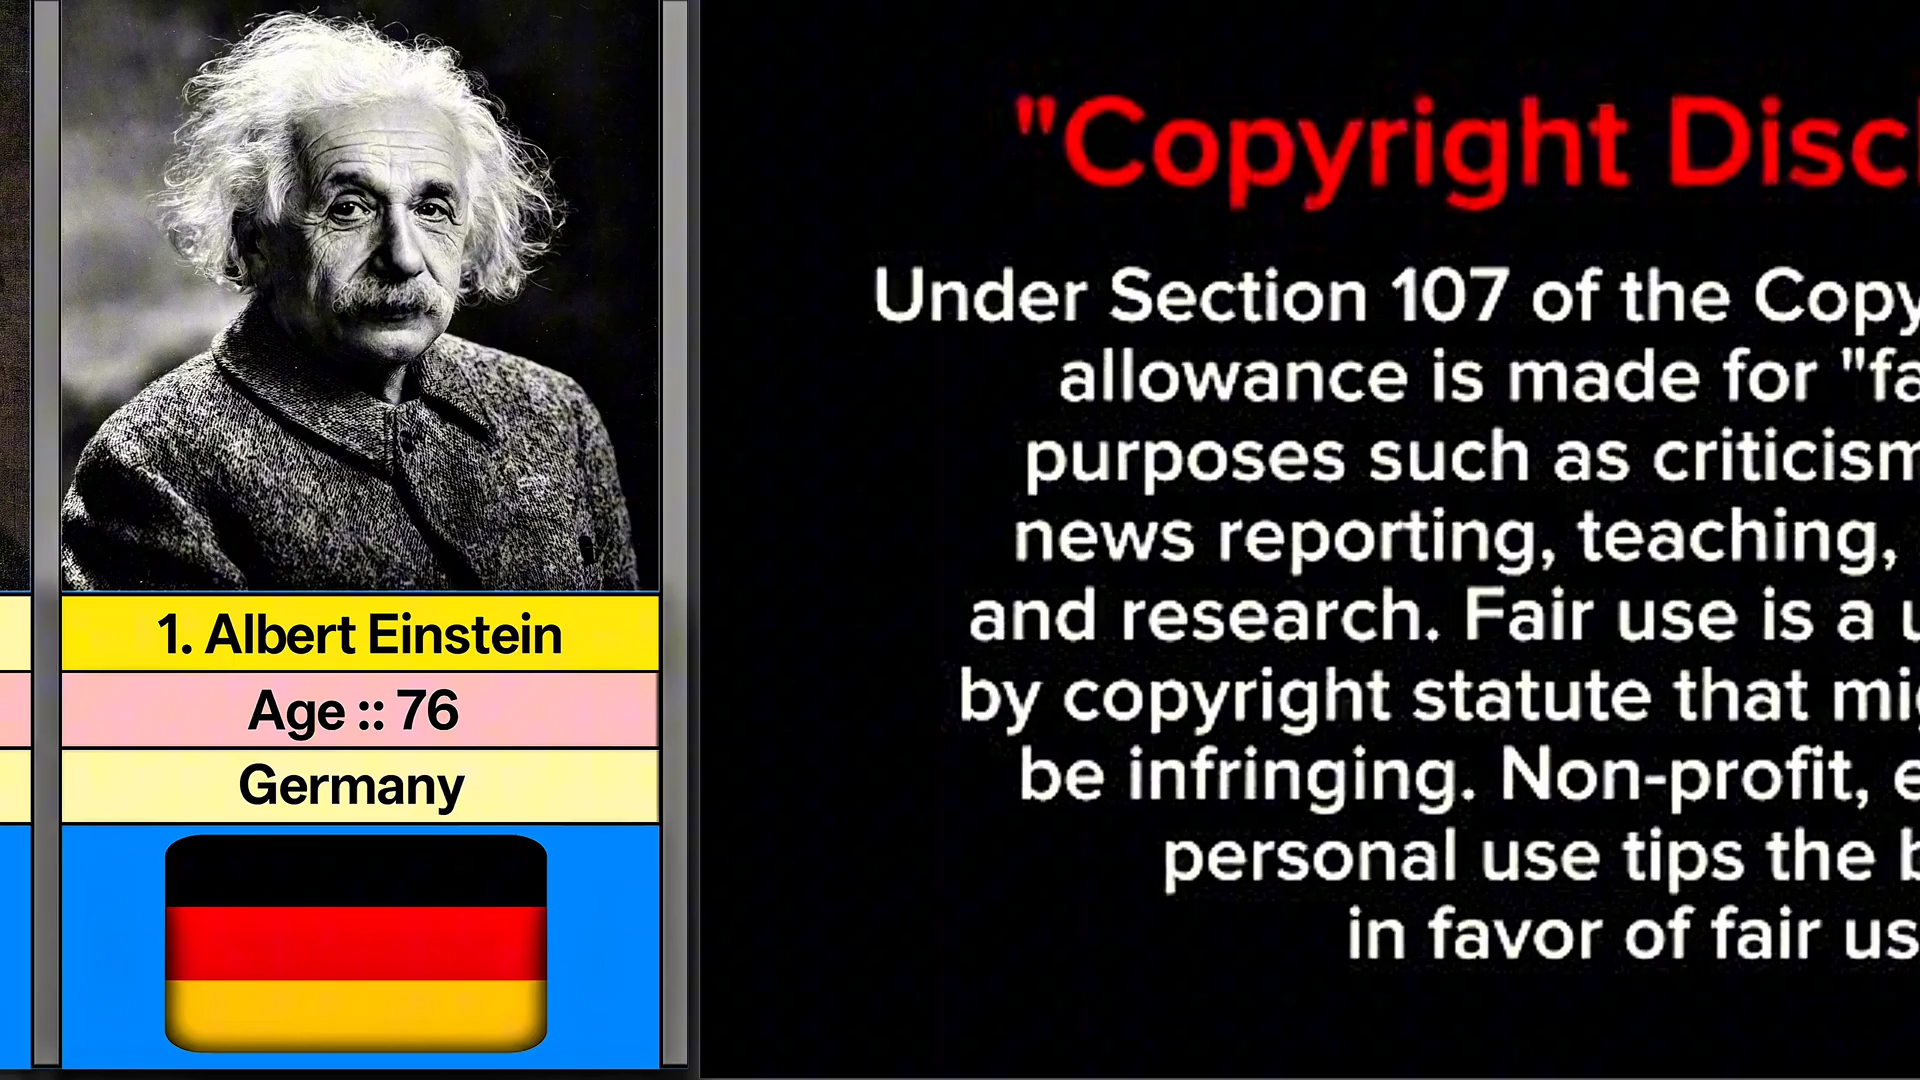 1. Albert Einstein
Age :: 76
Germany
"Copyright Disc
Under Section 107 of the Copy
allowance is made for "fa
purposes such as criticism
news reporting, teaching,
and research. Fair use is a u
by copyright statute that mig
be infringing. Non-profit, e
personal use tips the b
in favor of fair us